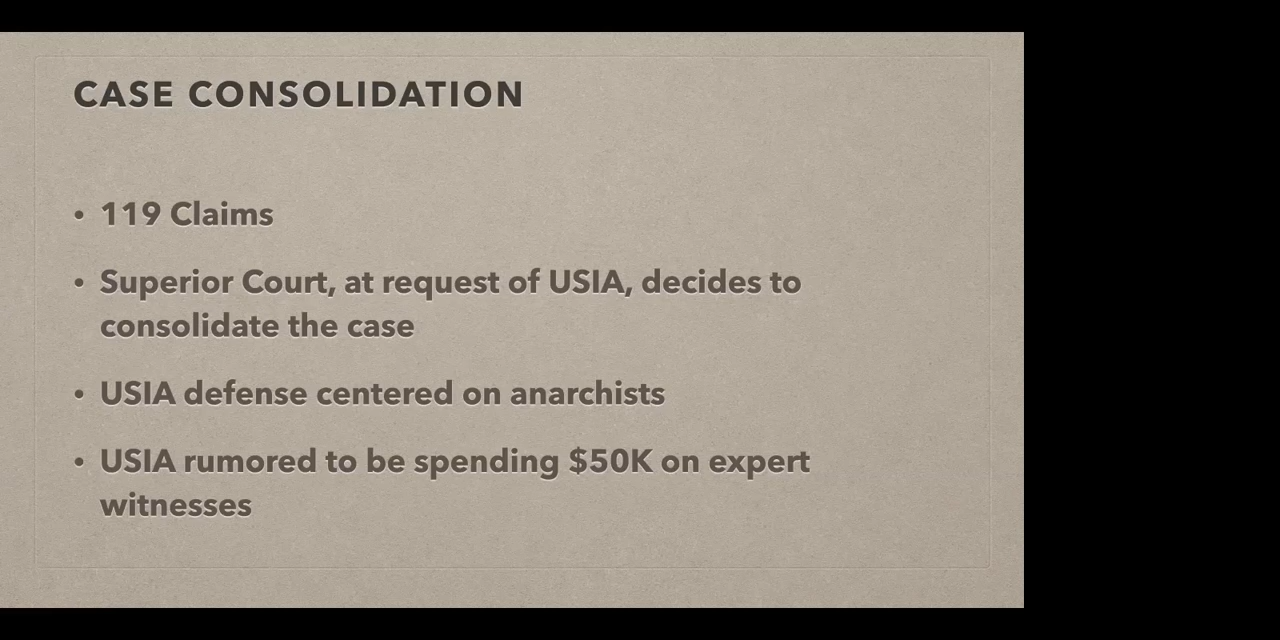 CASE CONSOLIDATION
• 119 Claims
• Superior Court, at request of USIA, decides to
consolidate the case
• USIA defense centered on anarchists
• USIA rumored to be spending $50K on expert
witnesses